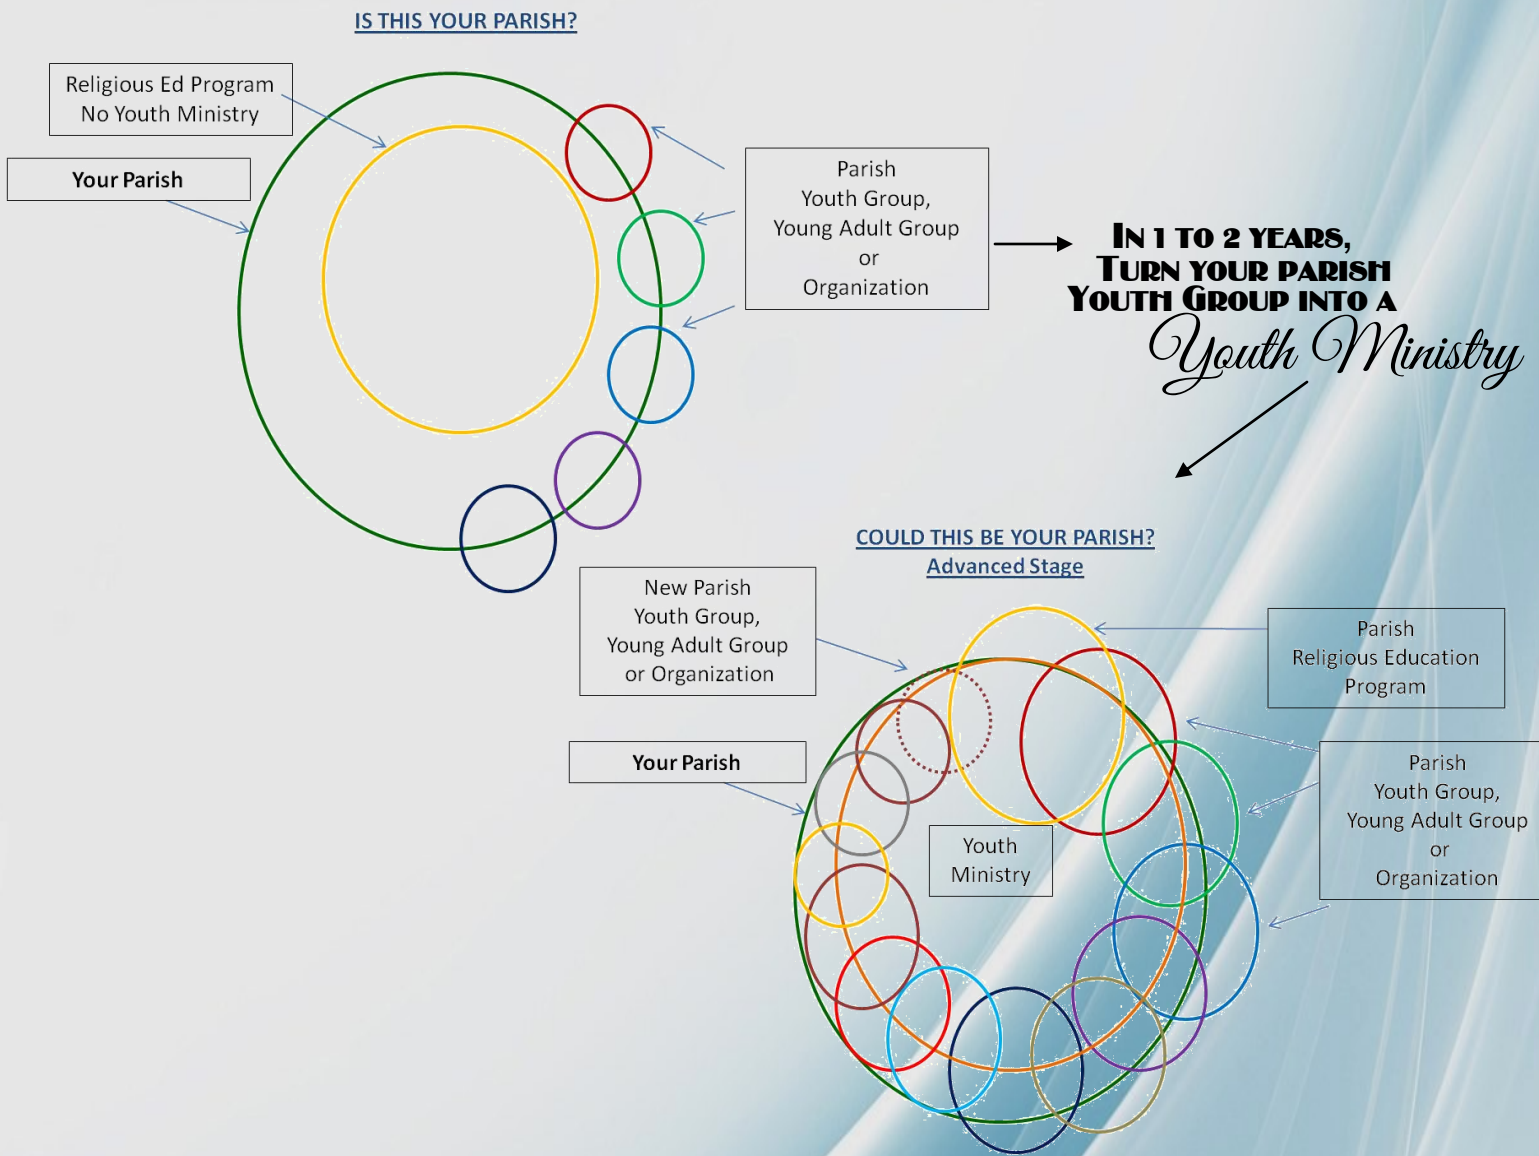 IS THIS YOUR PARISH?
Religious Ed Program
No Youth Ministry
Your Parish
Parish
Youth Group,
Young Adult Group
or
Organization
In 1 to 2 years,
Turn your parish
Youth Group into a
Youth Ministry
COULD THIS BE YOUR PARISH?
Advanced Stage
New Parish
Youth Group,
Young Adult Group
or Organization
Parish
Religious Education
Program
Your Parish
Parish
Youth Group,
Young Adult Group
or
Organization
Youth
Ministry